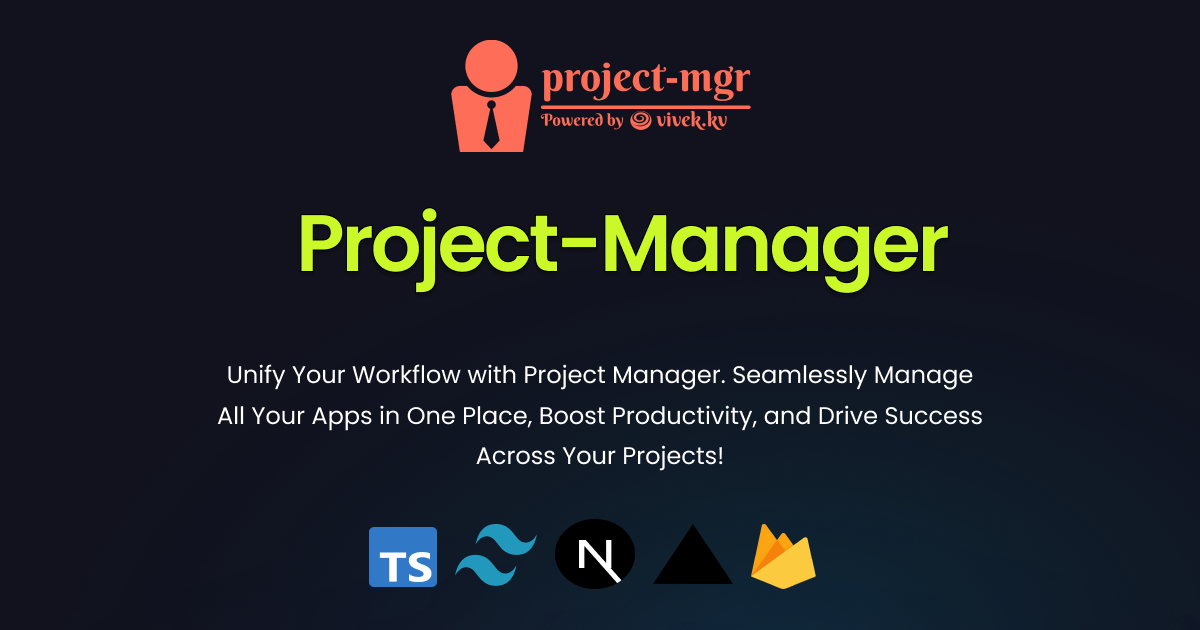 project-mgr
Powered by vivek.kv
Project-Manager
Unify Your Workflow with Project Manager. Seamlessly Manage
All Your Apps in One Place, Boost Productivity, and Drive Success
Across Your Projects!
TS
N